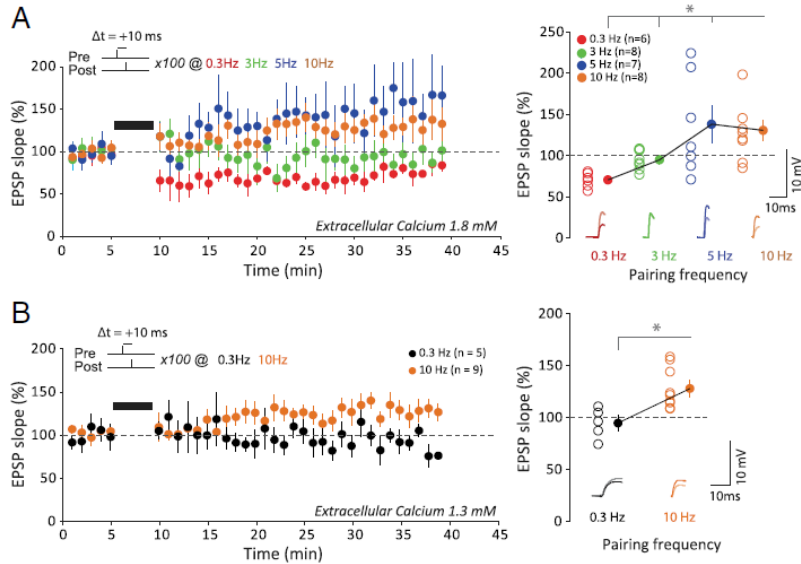 A
Δt = +10 ms
Pre
Post
x100 @ 0.3Hz 3Hz 5Hz 10Hz
EPSP slope (%)
200
150
100
50
0
Extracellular Calcium 1.8 mM
0 5 10 15 20 25 30 35 40 45
Time (min)
*
0.3 Hz (n=6)
3 Hz (n=8)
5 Hz (n=7)
10 Hz (n=8)
EPSP slope (%)
250
200
150
100
50
0
10 mV
10ms
0.3 Hz 3 Hz 5 Hz 10 Hz
Pairing frequency
B
Δt = +10 ms
Pre
Post
x100 @ 0.3Hz 10Hz
0.3 Hz (n = 5)
10 Hz (n = 9)
EPSP slope (%)
200
150
100
50
0
Extracellular Calcium 1.3 mM
0 5 10 15 20 25 30 35 40 45
Time (min)
*
EPSP slope (%)
200
150
100
50
0
10 mV
10ms
0.3 Hz 10 Hz
Pairing frequency